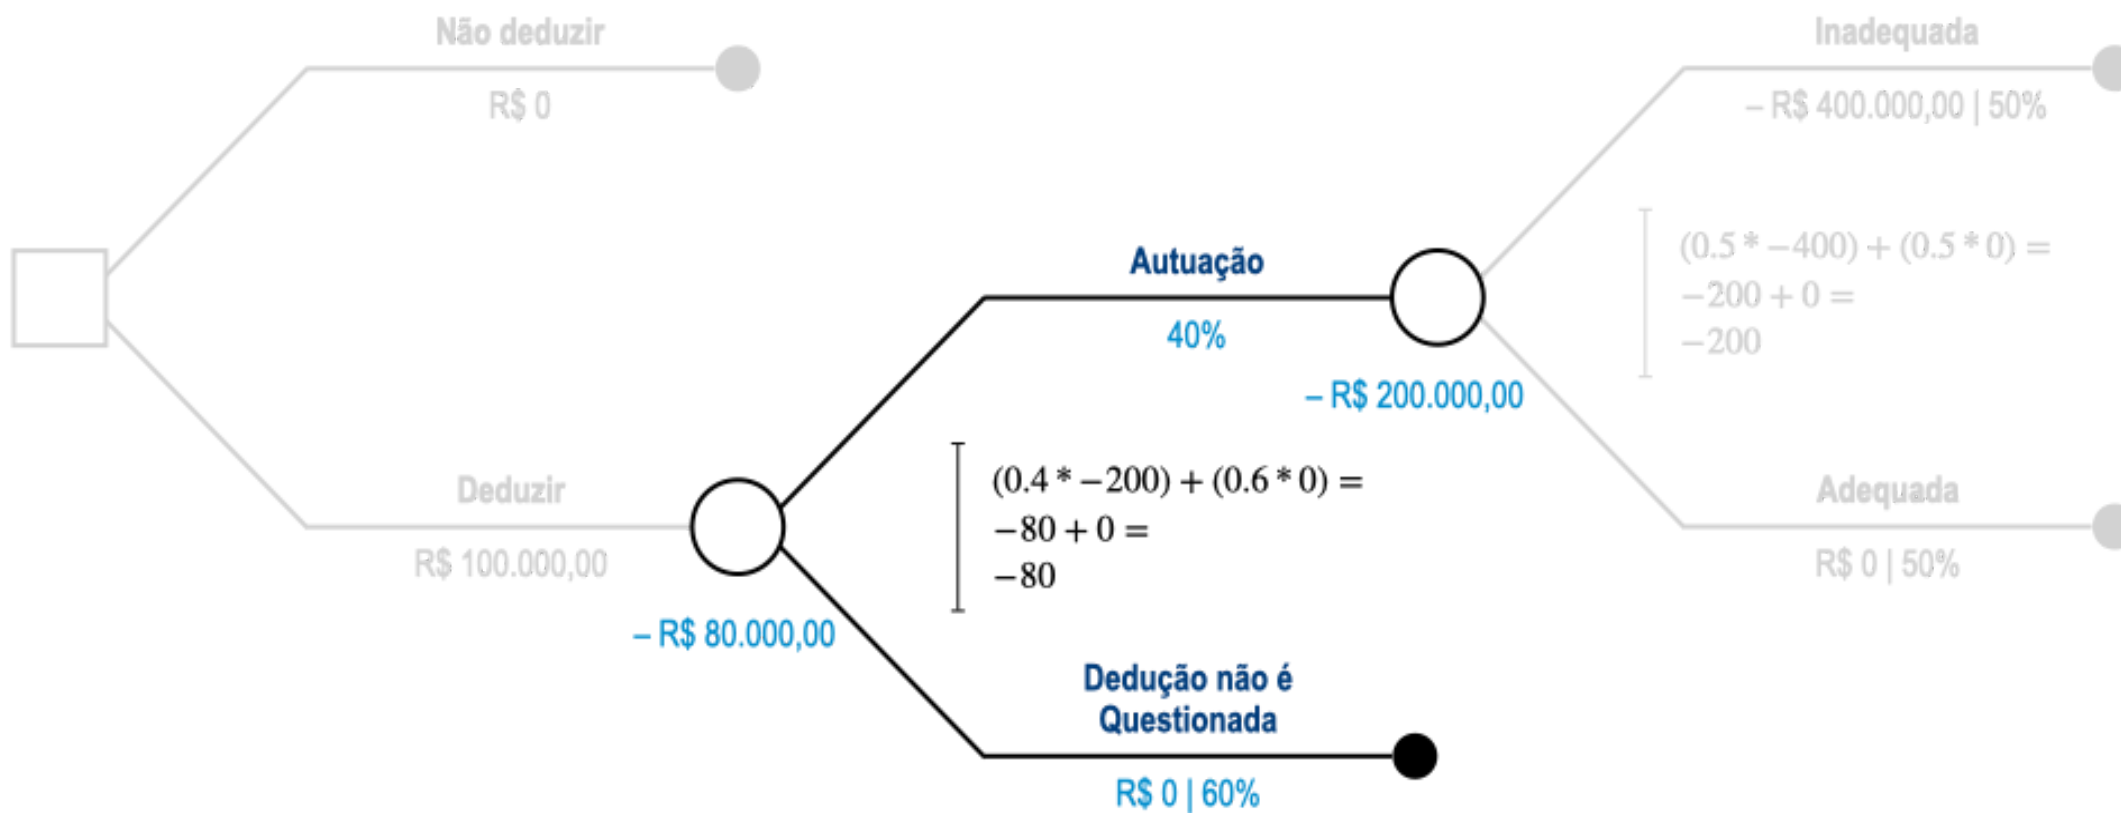 Não deduzir
R$ 0
Inadequada
– R$ 400.000,00 | 50%
(0.5 * −400) + (0.5 * 0) =
−200 + 0 =
−200
Autuação
40%
– R$ 200.000,00
Deduzir
R$ 100.000,00
– R$ 80.000,00
(0.4 * −200) + (0.6 * 0) =
−80 + 0 =
−80
Adequada
R$ 0 | 50%
Dedução não é
Questionada
R$ 0 | 60%